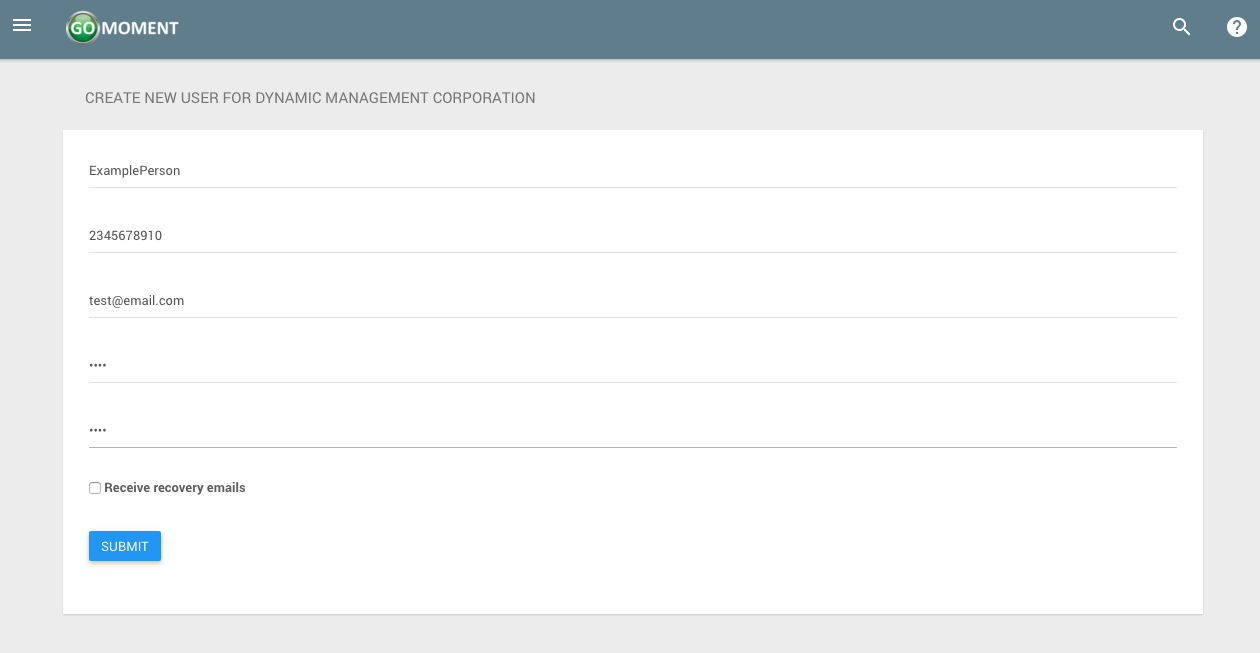 GO MOMENT
CREATE NEW USER FOR DYNAMIC MANAGEMENT CORPORATION
ExamplePerson
2345678910
test@email.com
••••
••••
Receive recovery emails
SUBMIT